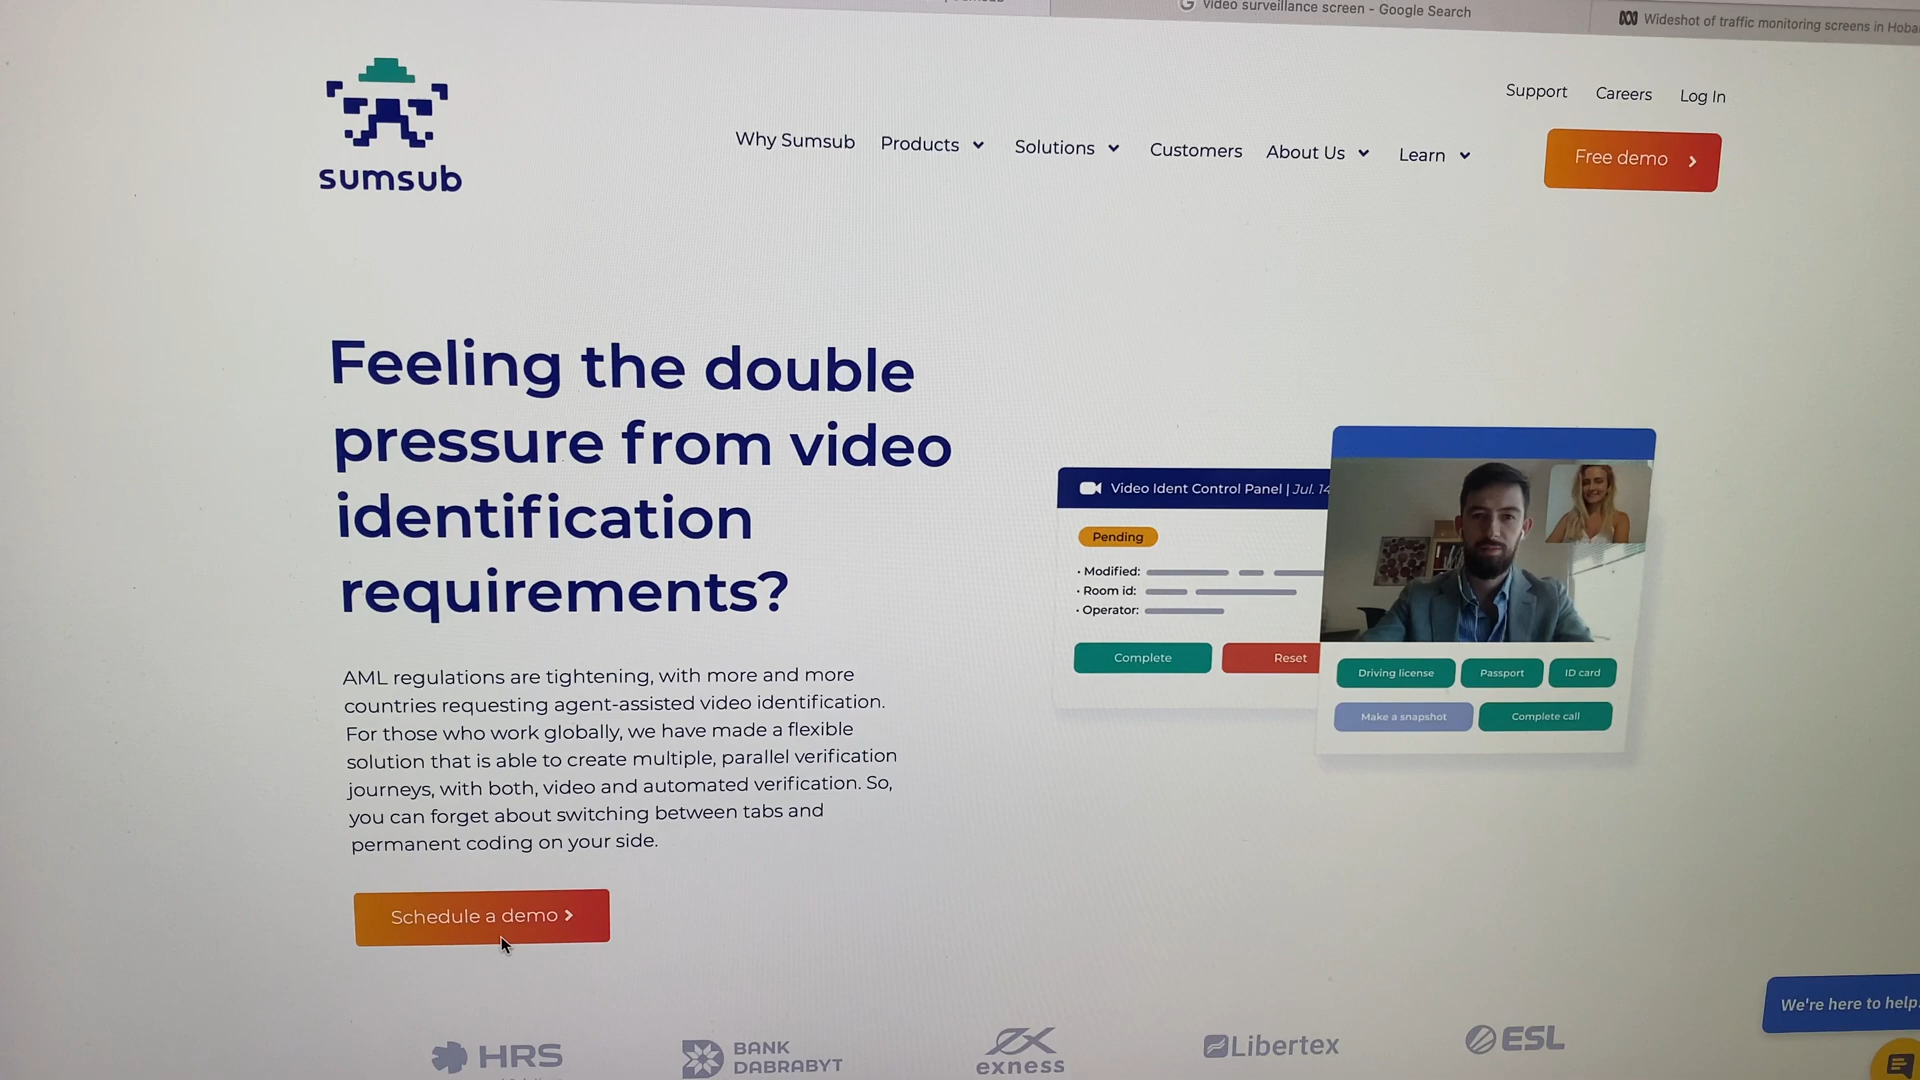 Video surveillance screen - Google Search
Wideshot of traffic monitoring screens in
sumsub
Support
Careers
Log In
Why Sumsub
Products
Solutions
Customers
About Us
Learn
Free demo
Feeling the double
pressure from video
identification
requirements?
AML regulations are tightening, with more and more
countries requesting agent-assisted video identification.
For those who work globally, we have made a flexible
solution that is able to create multiple, parallel verification
journeys, with both, video and automated verification. So,
you can forget about switching between tabs and
permanent coding on your side.
Schedule a demo
Video Ident Control Panel | Jul. 14
Pending
• Modified:
• Room id:
• Operator:
Complete
Reset
Driving license
Passport
ID card
Make a snapshot
Complete call
We're here to help
HRS
BANK
DABRABYT
exness
Libertex
ESL